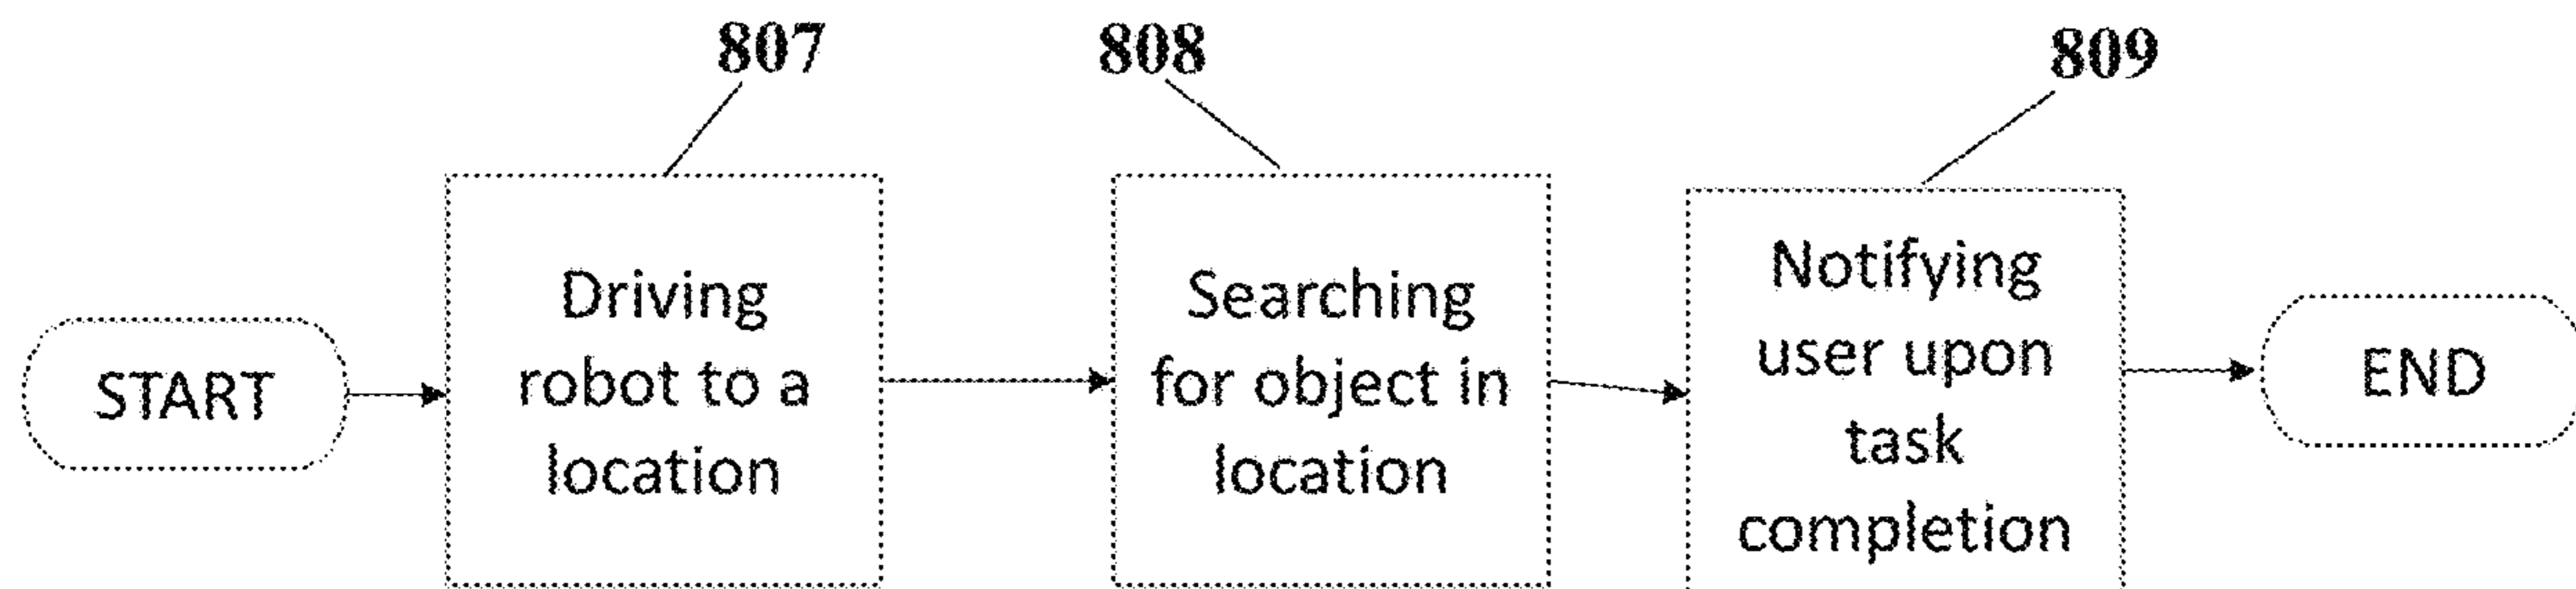 807
808
809
START
Driving
robot to a
location
Searching
for object in
location
Notifying
user upon
task
completion
END